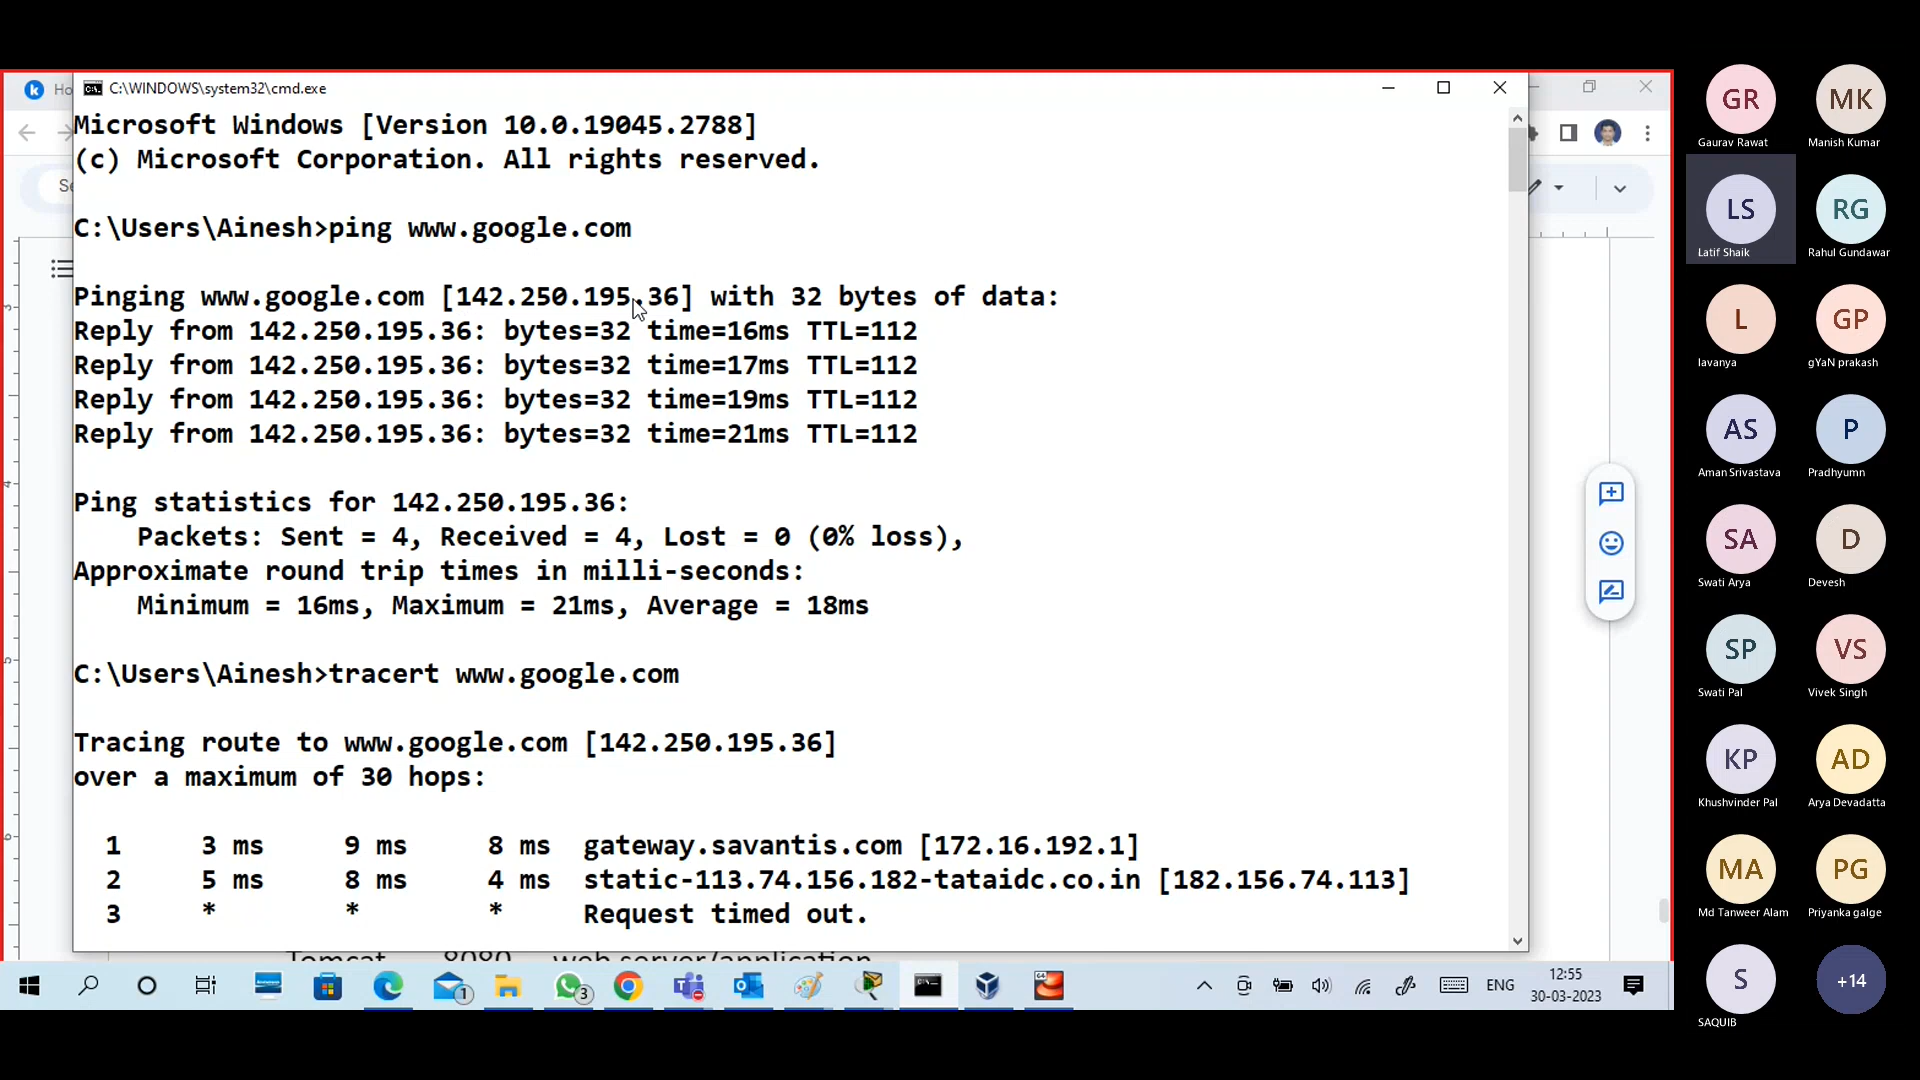 Ho
C:\WINDOWS\system32\cmd.exe
Microsoft Windows [Version 10.0.19045.2788]
(c) Microsoft Corporation. All rights reserved.
C:\Users\Ainesh>ping www.google.com
Pinging www.google.com [142.250.195.36] with 32 bytes of data:
Reply from 142.250.195.36: bytes=32 time=16ms TTL=112
Reply from 142.250.195.36: bytes=32 time=17ms TTL=112
Reply from 142.250.195.36: bytes=32 time=19ms TTL=112
Reply from 142.250.195.36: bytes=32 time=21ms TTL=112
Ping statistics for 142.250.195.36:
Packets: Sent = 4, Received = 4, Lost = 0 (0% loss),
Approximate round trip times in milli-seconds:
Minimum = 16ms, Maximum = 21ms, Average = 18ms
C:\Users\Ainesh>tracert www.google.com
Tracing route to www.google.com [142.250.195.36]
over a maximum of 30 hops:
1 3 ms 9 ms 8 ms gateway.savantis.com [172.16.192.1]
2 5 ms 8 ms 4 ms static-113.74.156.182-tataidc.co.in [182.156.74.113]
3 * * * Request timed out.
Tomcat 8080 web server/application
ENG
12:55
30-03-2023
GR MK
Gaurav Rawat Manish Kumar
LS RG
Latif Shaik Rahul Gundawar
L GP
lavanya gYaN prakash
AS P
Aman Srivastava Pradhyumn
SA D
Swati Arya Devesh
SP VS
Swati Pal Vivek Singh
KP AD
Khushvinder Pal Arya Devadatta
MA PG
Md Tanweer Alam Priyanka galge
S +14
SAQUIB